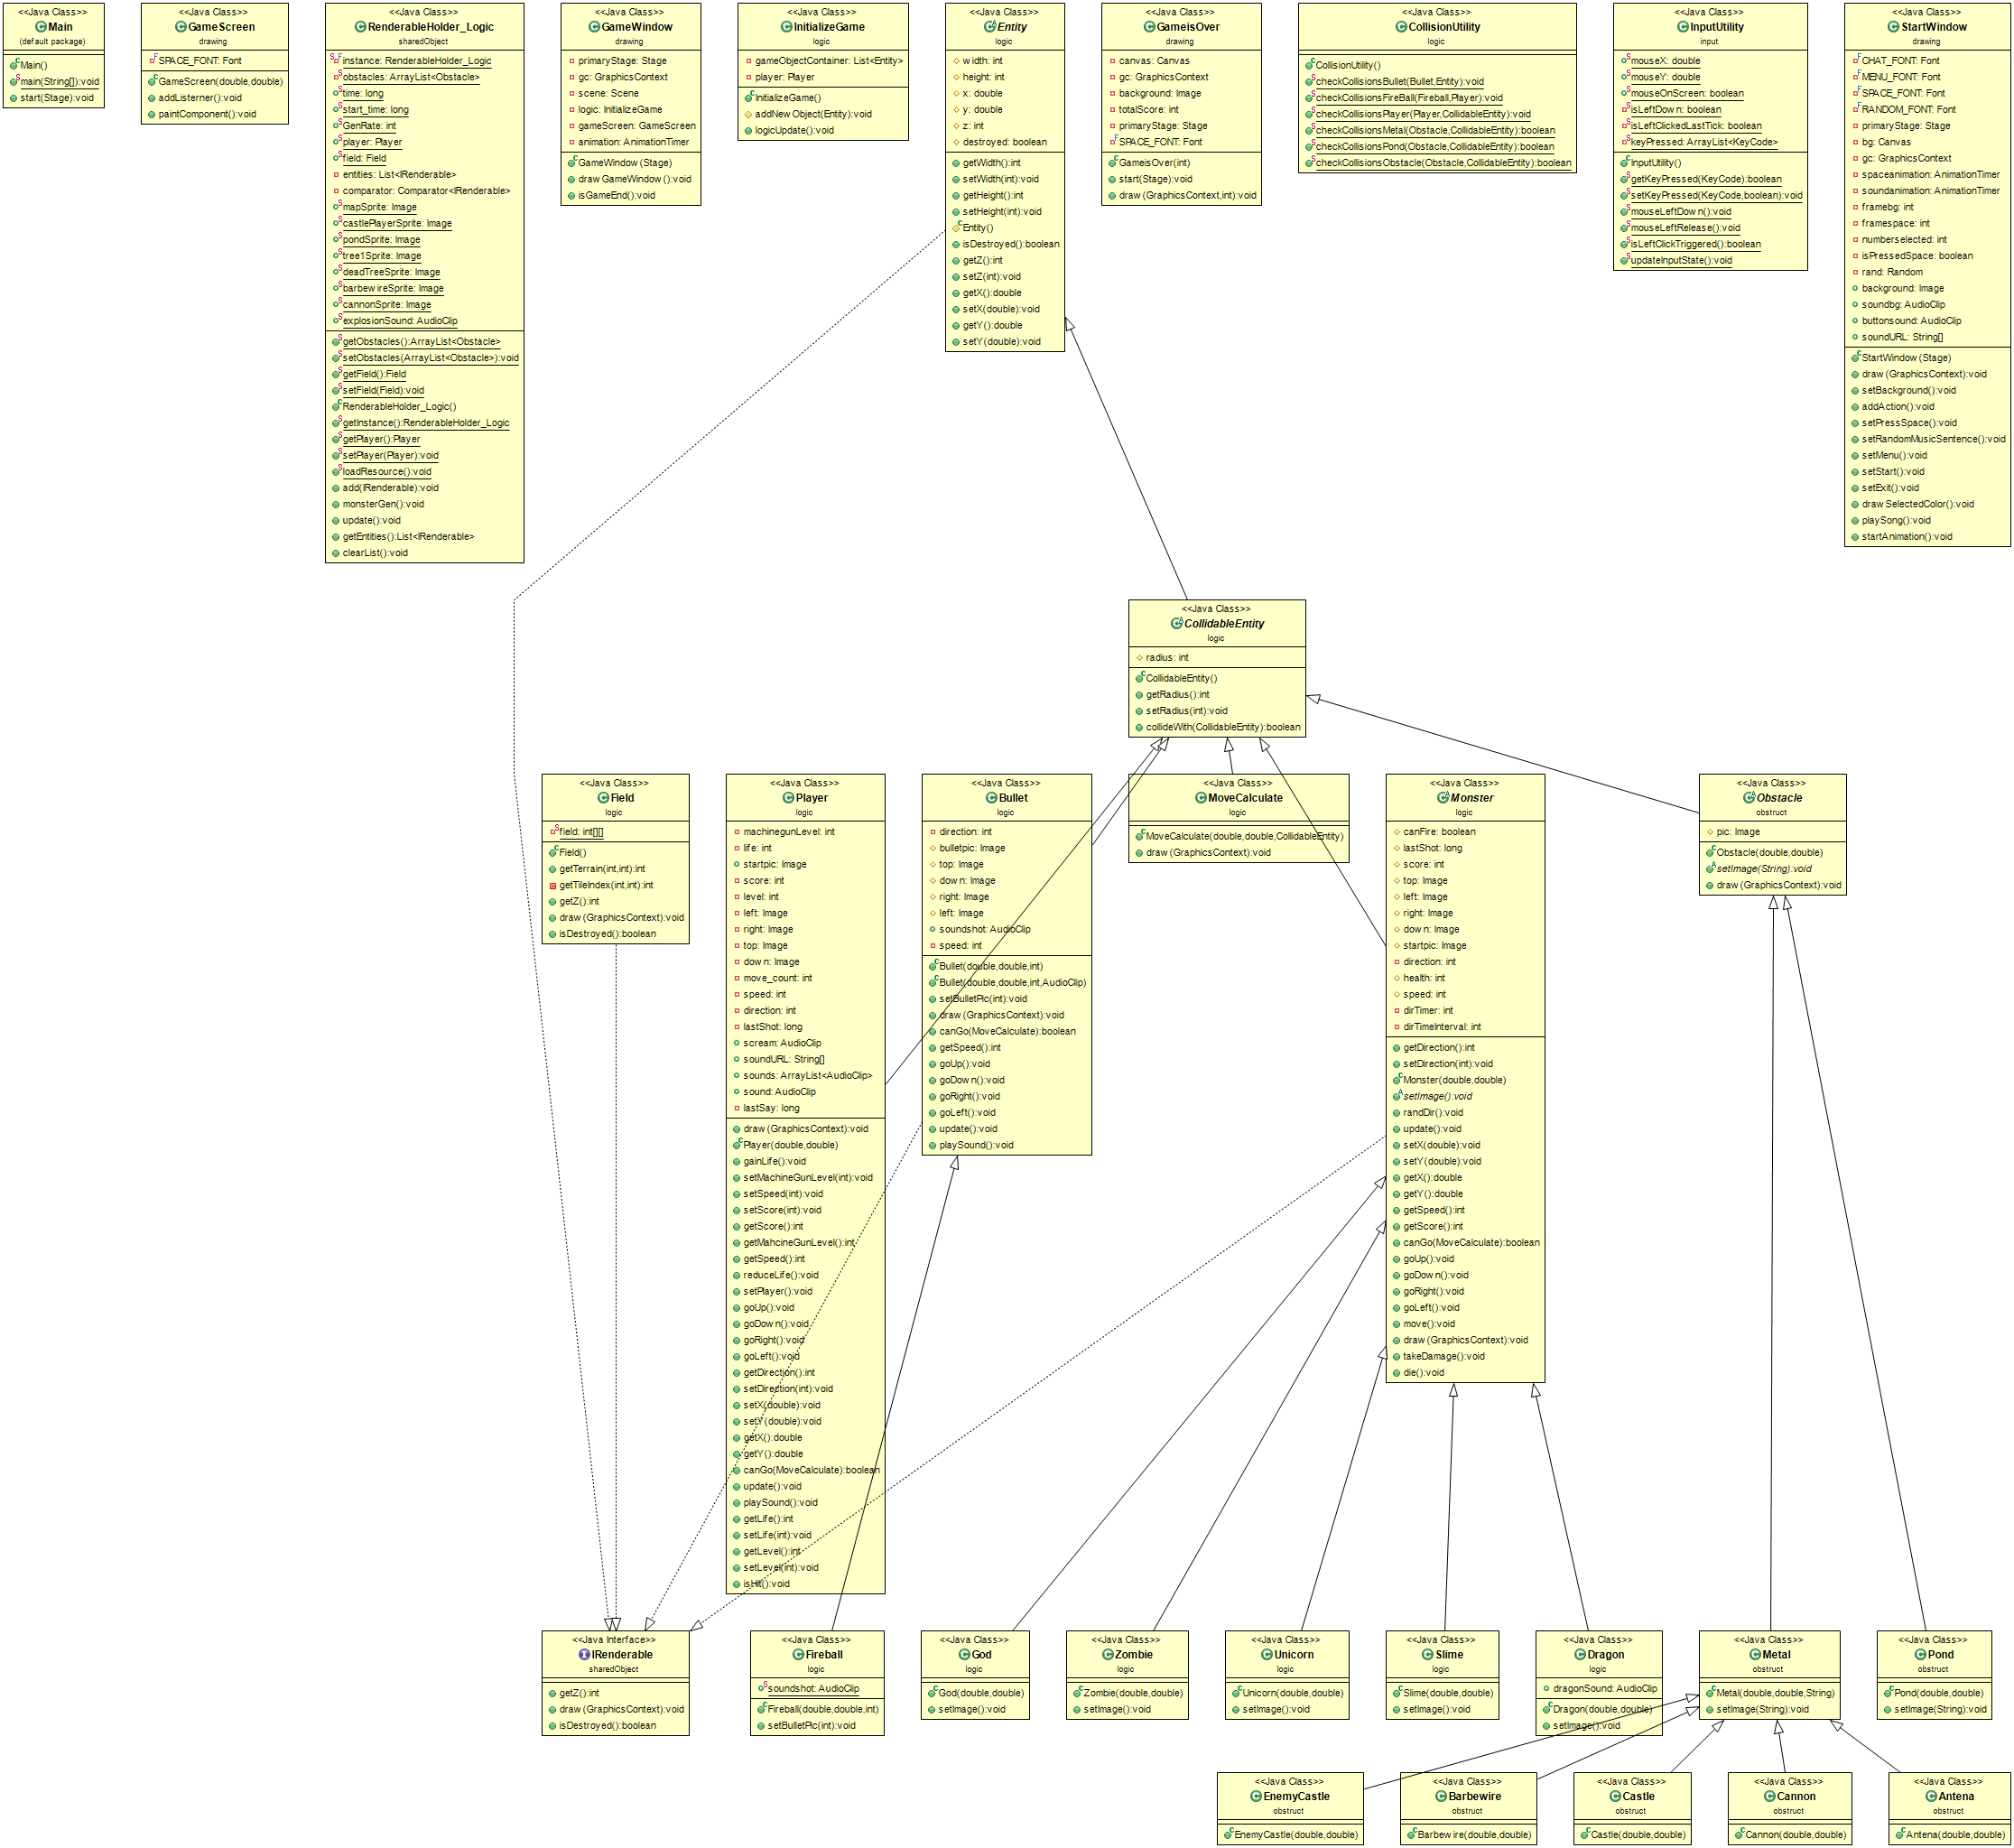 <<Java Class>>
Main
(default package)
Main()
main(String[]):void
start(Stage):void
<<Java Class>>
GameScreen
drawing
SPACE_FONT: Font
GameScreen(double,double)
addListerner():void
paintComponent():void
<<Java Class>>
RenderableHolder_Logic
sharedObject
instance: RenderableHolder_Logic
obstacles: ArrayList<Obstacle>
time: long
start_time: long
GenRate: int
player: Player
field: Field
entities: List<IRenderable>
comparator: Comparator<IRenderable>
mapSprite: Image
castlePlayerSprite: Image
pondSprite: Image
tree1Sprite: Image
deadTreeSprite: Image
barbewireSprite: Image
cannonSprite: Image
explosionSound: AudioClip
getObstacles():ArrayList<Obstacle>
setObstacles(ArrayList<Obstacle>):void
getField():Field
setField(Field):void
RenderableHolder_Logic()
getInstance():RenderableHolder_Logic
getPlayer():Player
setPlayer(Player):void
loadResource():void
add(IRenderable):void
monsterGen():void
update():void
getEntities():List<IRenderable>
clearList():void
<<Java Class>>
GameWindow
drawing
primaryStage: Stage
gc: GraphicsContext
scene: Scene
logic: InitializeGame
gameScreen: GameScreen
animation: AnimationTimer
GameWindow(Stage)
drawGameWindow():void
isGameEnd():void
<<Java Class>>
InitializeGame
logic
gameObjectContainer: List<Entity>
player: Player
InitializeGame()
addNewObject(Entity):void
logicUpdate():void
<<Java Class>>
Entity
logic
width: int
height: int
x: double
y: double
z: int
destroyed: boolean
getWidth():int
setWidth(int):void
getHeight():int
setHeight(int):void
Entity()
isDestroyed():boolean
getZ():int
setZ(int):void
getX():double
setX(double):void
getY():double
setY(double):void
<<Java Class>>
GameisOver
drawing
canvas: Canvas
gc: GraphicsContext
background: Image
totalScore: int
primaryStage: Stage
SPACE_FONT: Font
GameisOver(int)
start(Stage):void
draw(GraphicsContext,int):void
<<Java Class>>
CollisionUtility
logic
CollisionUtility()
checkCollisionsBullet(Bullet,Entity):void
checkCollisionsFireBall(Fireball,Player):void
checkCollisionsPlayer(Player,CollidableEntity):void
checkCollisionsMetal(Obstacle,CollidableEntity):boolean
checkCollisionsPond(Obstacle,CollidableEntity):boolean
checkCollisionsObstacle(Obstacle,CollidableEntity):boolean
<<Java Class>>
InputUtility
input
mouseX: double
mouseY: double
mouseOnScreen: boolean
isLeftDown: boolean
isLeftClickedLastTick: boolean
keyPressed: ArrayList<KeyCode>
InputUtility()
getKeyPressed(KeyCode):boolean
setKeyPressed(KeyCode,boolean):void
mouseLeftDown():void
mouseLeftRelease():void
isLeftClickTriggered():boolean
updateInputState():void
<<Java Class>>
StartWindow
drawing
CHAT_FONT: Font
MENU_FONT: Font
SPACE_FONT: Font
RANDOM_FONT: Font
primaryStage: Stage
bg: Canvas
gc: GraphicsContext
spaceanimation: AnimationTimer
soundanimation: AnimationTimer
framebg: int
framespace: int
numberselected: int
isPressedSpace: boolean
rand: Random
background: Image
soundbg: AudioClip
buttonsound: AudioClip
soundURL: String[]
StartWindow(Stage)
draw(GraphicsContext):void
setBackground():void
addAction():void
setPressSpace():void
setRandomMusicSentence():void
setMenu():void
setStart():void
setExit():void
drawSelectedColor():void
playSong():void
startAnimation():void
<<Java Class>>
CollidableEntity
logic
radius: int
CollidableEntity()
getRadius():int
setRadius(int):void
collideWith(CollidableEntity):boolean
<<Java Class>>
Field
logic
field: int[][]
Field()
getTerrain(int,int):int
getTileIndex(int,int):int
getZ():int
draw(GraphicsContext):void
isDestroyed():boolean
<<Java Class>>
Player
logic
machinegunLevel: int
life: int
startpic: Image
score: int
level: int
left: Image
right: Image
top: Image
down: Image
move_count: int
speed: int
direction: int
lastShot: long
scream: AudioClip
soundURL: String[]
sounds: ArrayList<AudioClip>
sound: AudioClip
lastSay: long
draw(GraphicsContext):void
Player(double,double)
gainLife():void
setMachineGunLevel(int):void
setSpeed(int):void
setScore(int):void
getScore():int
getMahcineGunLevel():int
getSpeed():int
reduceLife():void
setPlayer():void
goUp():void
goDown():void
goRight():void
goLeft():void
getDirection():int
setDirection(int):void
setX(double):void
setY(double):void
getX():double
getY():double
canGo(MoveCalculate):boolean
update():void
playSound():void
getLife():int
setLife(int):void
getLevel():int
setLevel(int):void
isHit():void
<<Java Class>>
Bullet
logic
direction: int
bulletpic: Image
top: Image
down: Image
right: Image
left: Image
soundshot: AudioClip
speed: int
Bullet(double,double,int)
Bullet(double,double,int,AudioClip)
setBulletPic(int):void
draw(GraphicsContext):void
canGo(MoveCalculate):boolean
getSpeed():int
goUp():void
goDown():void
goRight():void
goLeft():void
update():void
playSound():void
<<Java Class>>
MoveCalculate
logic
MoveCalculate(double,double,CollidableEntity)
draw(GraphicsContext):void
<<Java Class>>
Monster
logic
canFire: boolean
lastShot: long
score: int
top: Image
left: Image
right: Image
down: Image
startpic: Image
direction: int
health: int
speed: int
dirTimer: int
dirTimeInterval: int
getDirection():int
setDirection(int):void
Monster(double,double)
setImage():void
randDir():void
update():void
setX(double):void
setY(double):void
getX():double
getY():double
getSpeed():int
getScore():int
canGo(MoveCalculate):boolean
goUp():void
goDown():void
goRight():void
goLeft():void
move():void
draw(GraphicsContext):void
takeDamage():void
die():void
<<Java Class>>
Obstacle
obstruct
pic: Image
Obstacle(double,double)
setImage(String):void
draw(GraphicsContext):void
<<Java Interface>>
IRenderable
sharedObject
getZ():int
draw(GraphicsContext):void
isDestroyed():boolean
<<Java Class>>
Fireball
logic
soundshot: AudioClip
Fireball(double,double,int)
setBulletPic(int):void
<<Java Class>>
God
logic
God(double,double)
setImage():void
<<Java Class>>
Zombie
logic
Zombie(double,double)
setImage():void
<<Java Class>>
Unicorn
logic
Unicorn(double,double)
setImage():void
<<Java Class>>
Slime
logic
Slime(double,double)
setImage():void
<<Java Class>>
Dragon
logic
dragonSound: AudioClip
Dragon(double,double)
setImage():void
<<Java Class>>
Metal
obstruct
Metal(double,double,String)
setImage(String):void
<<Java Class>>
Pond
obstruct
Pond(double,double)
setImage(String):void
<<Java Class>>
EnemyCastle
obstruct
EnemyCastle(double,double)
<<Java Class>>
Barbewire
obstruct
Barbewire(double,double)
<<Java Class>>
Castle
obstruct
Castle(double,double)
<<Java Class>>
Cannon
obstruct
Cannon(double,double)
<<Java Class>>
Antena
obstruct
Antena(double,double)